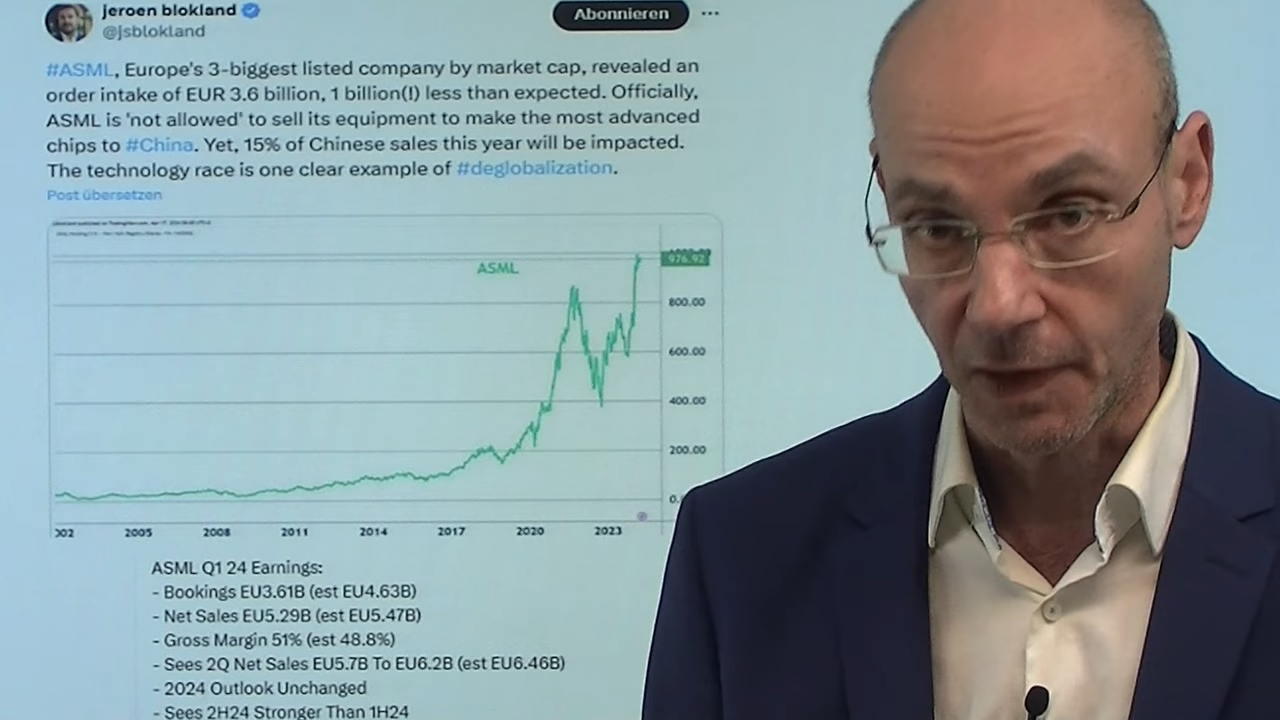 jeroen blokland
@jsblokland
Abonnieren
#ASML, Europe's 3-biggest listed company by market cap, revealed an
order intake of EUR 3.6 billion, 1 billion(!) less than expected. Officially,
ASML is 'not allowed' to sell its equipment to make the most advanced
chips to #China. Yet, 15% of Chinese sales this year will be impacted.
The technology race is one clear example of #deglobalization.
Post übersetzen
ASML
976.92
800.00
600.00
400.00
200.00
0.
002 2005 2008 2011 2014 2017 2020 2023
ASML Q1 24 Earnings:
- Bookings EU3.61B (est EU4.63B)
- Net Sales EU5.29B (est EU5.47B)
- Gross Margin 51% (est 48.8%)
- Sees 2Q Net Sales EU5.7B To EU6.2B (est EU6.46B)
- 2024 Outlook Unchanged
- Sees 2H24 Stronger Than 1H24